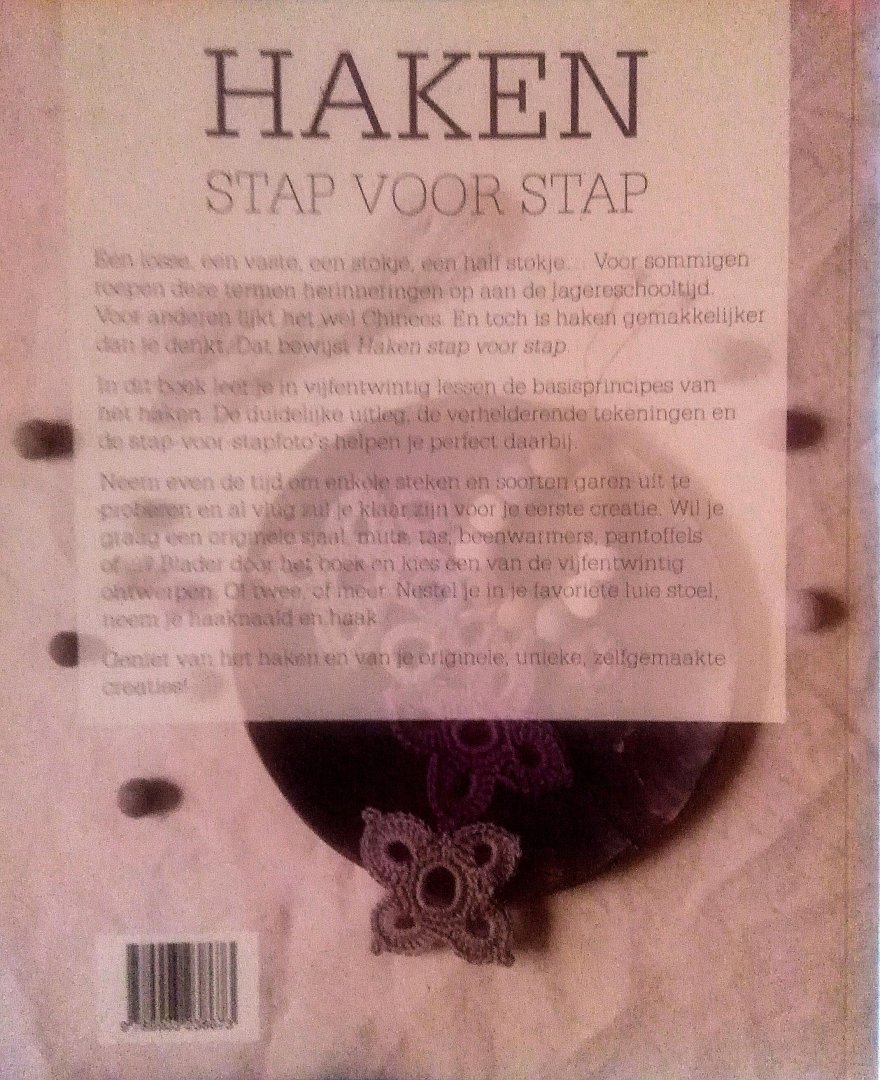 HAKEN
STAP VOOR STAP
Een losse, een vaste, een stokje, een half stokje... Voor sommigen
roepen deze termen herinneringen op aan de lagereschooltijd.
Voor anderen lijkt het wel Chinees. En toch is haken gemakkelijker
dan je denkt. Dat bewijst Haken stap voor stap.
In dit boek leer je in vijfentwintig lessen de basisprincipes van
het haken. De duidelijke uitleg, de verhelderende tekeningen en
de stap-voor-stapfoto's helpen je perfect daarbij.
Neem even de tijd om enkele steken en soorten garen uit te
proberen en al vlug zul je klaar zijn voor je eerste creatie. Wil je
graag een originele sjaal, muts, tas, beenwarmers, pantoffels
of ...? Blader door het boek en kies een van de vijfentwintig
ontwerpen. Of twee, of meer. Nestel je in je favoriete luie stoel,
neem je haaknaald en haak.
Geniet van het haken en van je originele, unieke, zelfgemaakte
creaties!